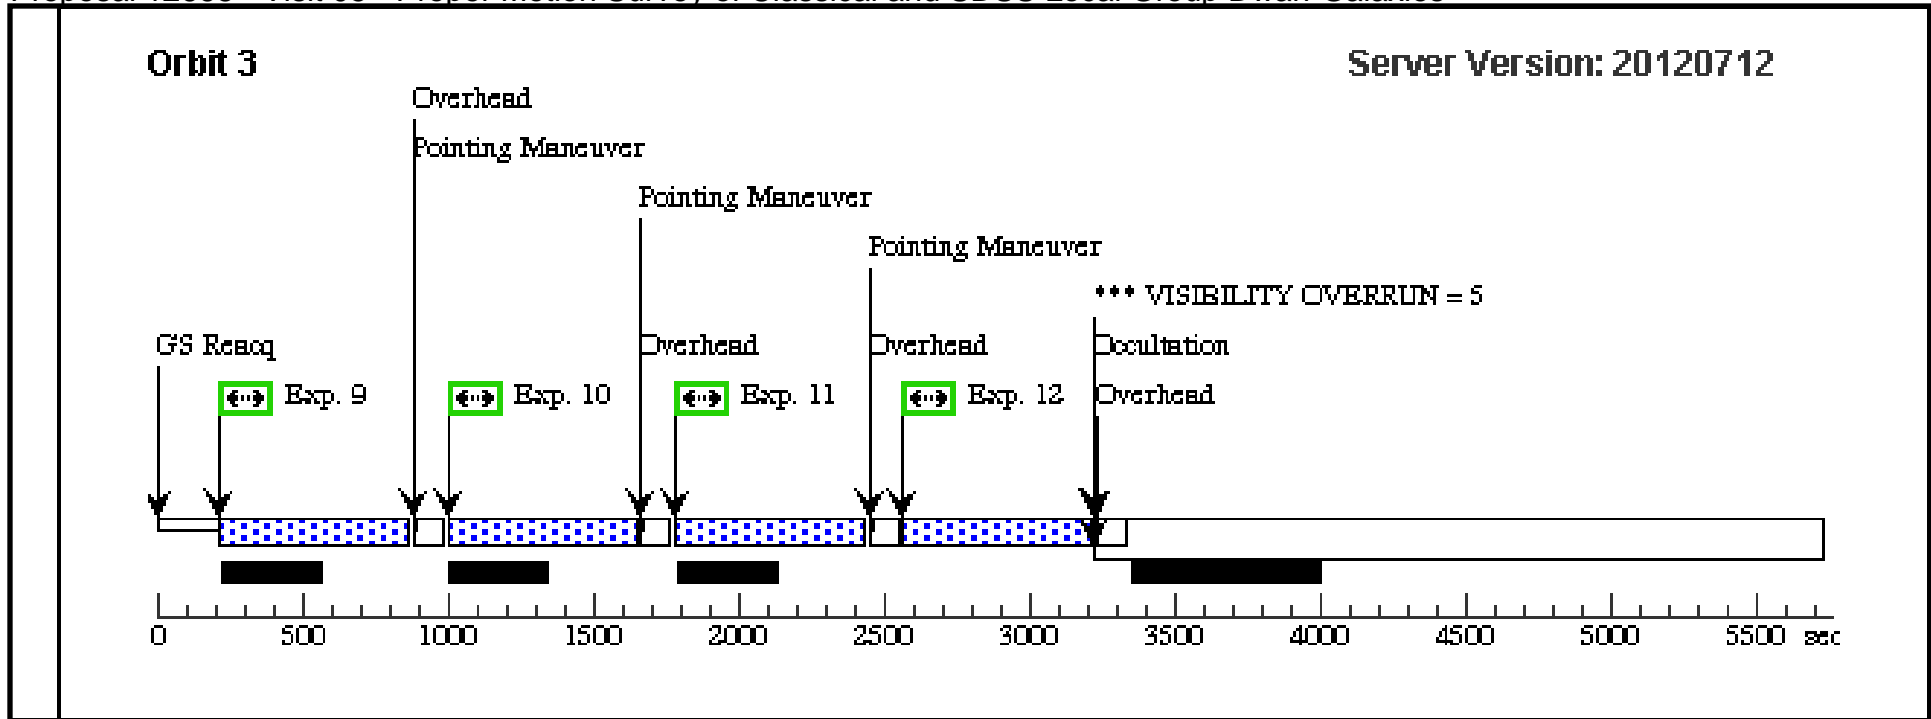 Orbit 3
Server Version: 20120712
Overhead
Pointing Maneuver
Pointing Maneuver
Pointing Maneuver
*** VISIBILITY OVERRUN = 5
GS Reacq
Overhead
Overhead
Occultation
Exp. 9
Exp. 10
Exp. 11
Exp. 12
Overhead
0 500 1000 1500 2000 2500 3000 3500 4000 4500 5000 5500 sec